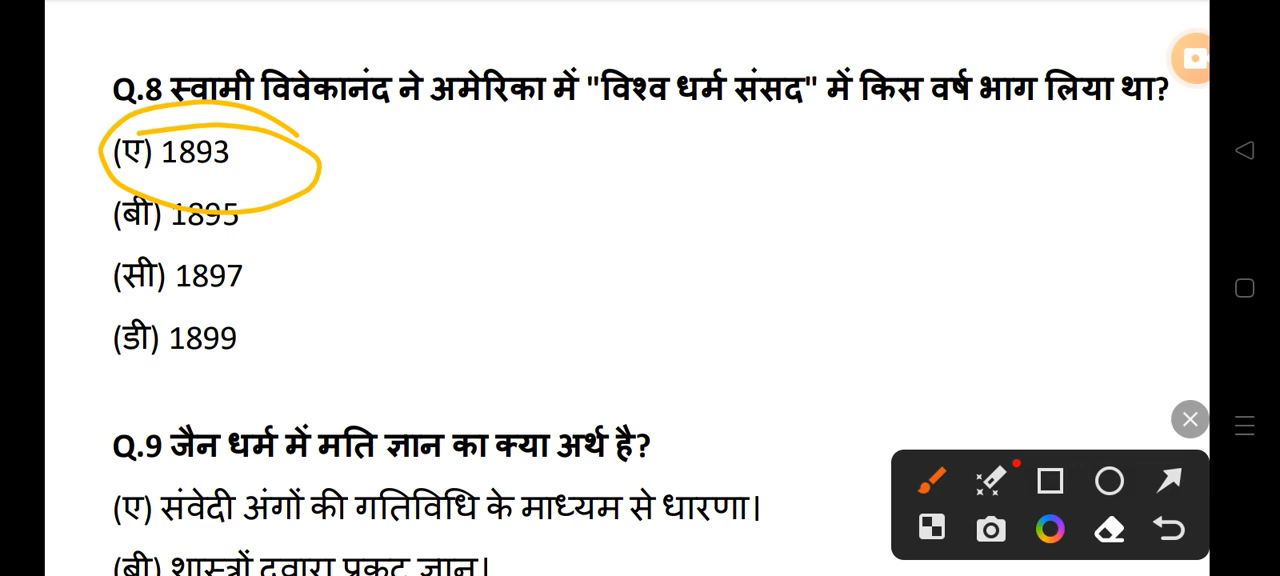 Q.8 स्वामी विवेकानंद ने अमेरिका में "विश्व धर्म संसद" में किस वर्ष भाग लिया था?
(ए) 1893
(बी) 1895
(सी) 1897
(डी) 1899
Q.9 जैन धर्म में मति ज्ञान का क्या अर्थ है?
(ए) संवेदी अंगों की गतिविधि के माध्यम से धारणा।
(बी) शास्त्रों द्वारा प्रकट ज्ञान।